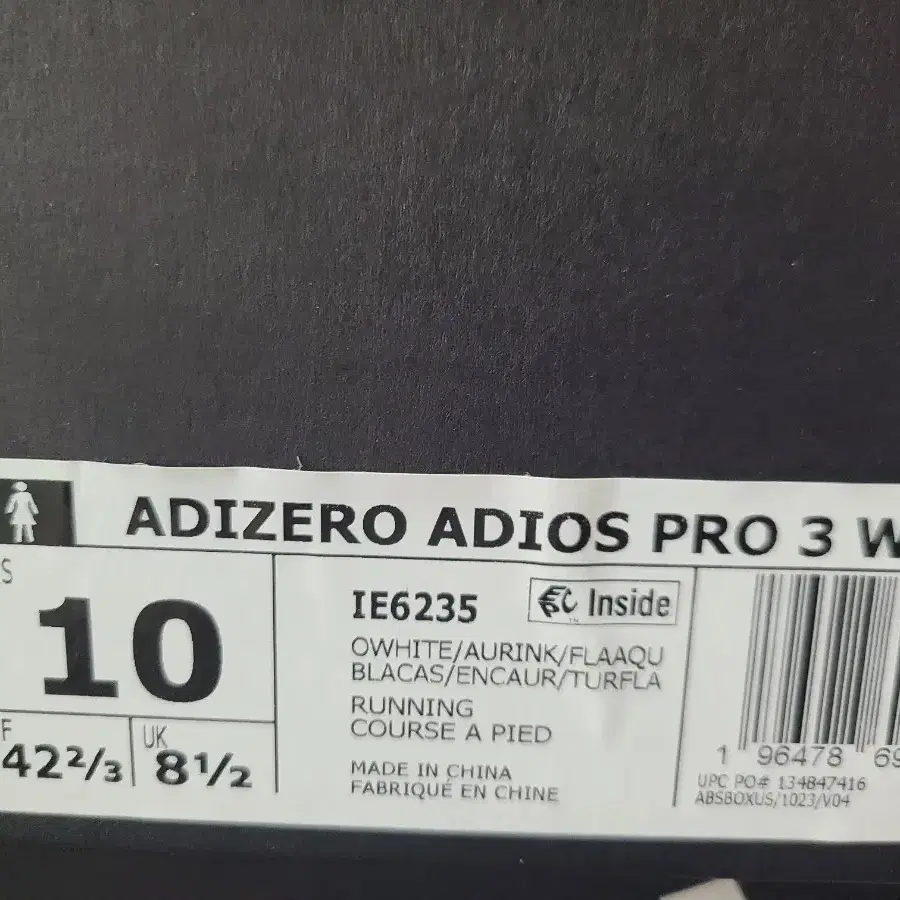 ADIZERO ADIOS PRO 3 W
S
10
F
42⅔
UK
8½
IE6235
Inside
OWHITE/AURINK/FLAAQU
BLACAS/ENCAUR/TURFLA
RUNNING
COURSE A PIED
MADE IN CHINA
FABRIQUÉ EN CHINE
1 96478 69
UPC PO# 134847416
ABSBOXUS/1023/V04